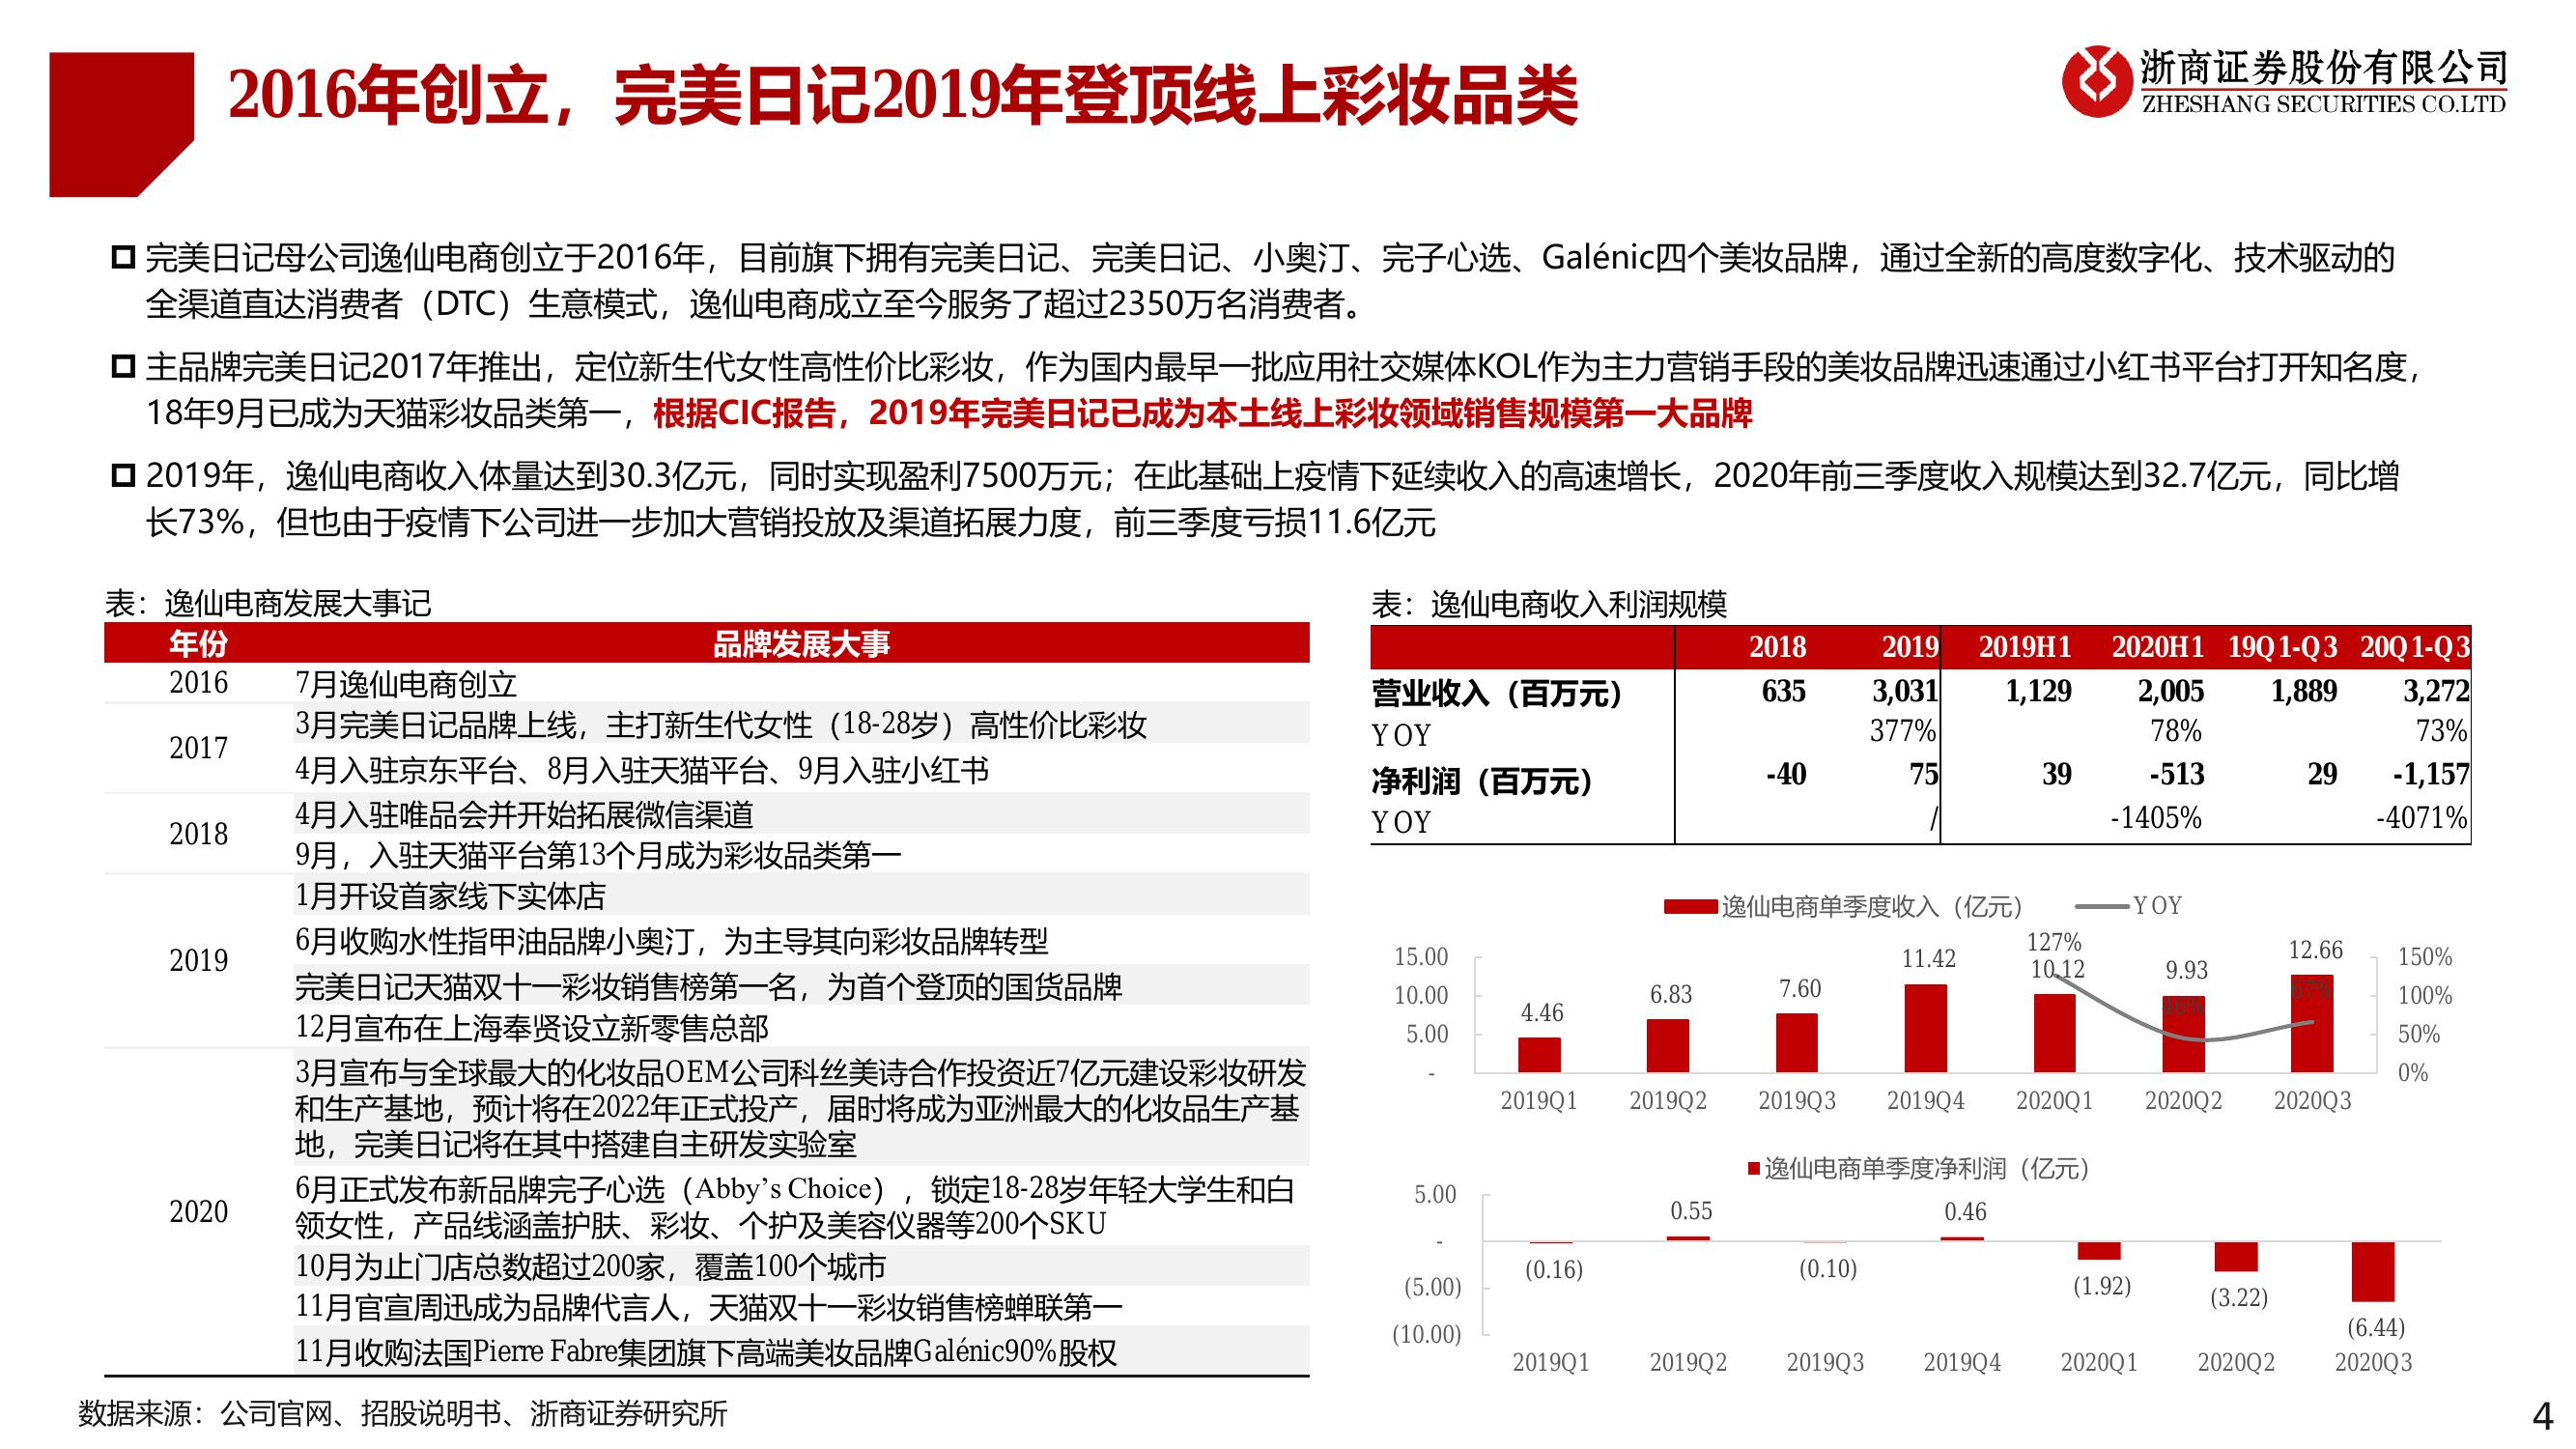 2016年创立，完美日记2019年登顶线上彩妆品类
浙商证券股份有限公司
ZHESHANG SECURITIES CO.LTD
完美日记母公司逸仙电商创立于2016年，目前旗下拥有完美日记、完美日记、小奥汀、完子心选、Galénic四个美妆品牌，通过全新的高度数字化、技术驱动的
全渠道直达消费者（DTC）生意模式，逸仙电商成立至今服务了超过2350万名消费者。
主品牌完美日记2017年推出，定位新生代女性高性价比彩妆，作为国内最早一批应用社交媒体KOL作为主力营销手段的美妆品牌迅速通过小红书平台打开知名度，
18年9月已成为天猫彩妆品类第一，根据CIC报告，2019年完美日记已成为本土线上彩妆领域销售规模第一大品牌
2019年，逸仙电商收入体量达到30.3亿元，同时实现盈利7500万元；在此基础上疫情下延续收入的高速增长，2020年前三季度收入规模达到32.7亿元，同比增
长73%，但也由于疫情下公司进一步加大营销投放及渠道拓展力度，前三季度亏损11.6亿元
表：逸仙电商发展大事记
年份 品牌发展大事
2016 7月逸仙电商创立
2017 3月完美日记品牌上线，主打新生代女性（18-28岁）高性价比彩妆
4月入驻京东平台、8月入驻天猫平台、9月入驻小红书
2018 4月入驻唯品会并开始拓展微信渠道
9月，入驻天猫平台第13个月成为彩妆品类第一
2019 1月开设首家线下实体店
6月收购水性指甲油品牌小奥汀，为主导其向彩妆品牌转型
完美日记天猫双十一彩妆销售榜第一名，为首个登顶的国货品牌
12月宣布在上海奉贤设立新零售总部
2020 3月宣布与全球最大的化妆品OEM公司科丝美诗合作投资近7亿元建设彩妆研发
和生产基地，预计将在2022年正式投产，届时将成为亚洲最大的化妆品生产基
地，完美日记将在其中搭建自主研发实验室
6月正式发布新品牌完子心选（Abby’s Choice），锁定18-28岁年轻大学生和白
领女性，产品线涵盖护肤、彩妆、个护及美容仪器等200个SKU
10月为止门店总数超过200家，覆盖100个城市
11月官宣周迅成为品牌代言人，天猫双十一彩妆销售榜蝉联第一
11月收购法国Pierre Fabre集团旗下高端美妆品牌Galénic90%股权
表：逸仙电商收入利润规模
2018 2019 2019H1 2020H1 19Q1-Q3 20Q1-Q3
营业收入（百万元） 635 3,031 1,129 2,005 1,889 3,272
YOY 377% 78% 73%
净利润（百万元） -40 75 39 -513 29 -1,157
YOY / -1405% -4071%
逸仙电商单季度收入（亿元） YOY
15.00
10.00
5.00
-
4.46 6.83 7.60 11.42 10.12 9.93 12.66
127% 46% 67%
150%
100%
50%
0%
2019Q1 2019Q2 2019Q3 2019Q4 2020Q1 2020Q2 2020Q3
逸仙电商单季度净利润（亿元）
5.00
-
(5.00)
(10.00)
(0.16) 0.55 (0.10) 0.46 (1.92) (3.22) (6.44)
2019Q1 2019Q2 2019Q3 2019Q4 2020Q1 2020Q2 2020Q3
数据来源：公司官网、招股说明书、浙商证券研究所
4